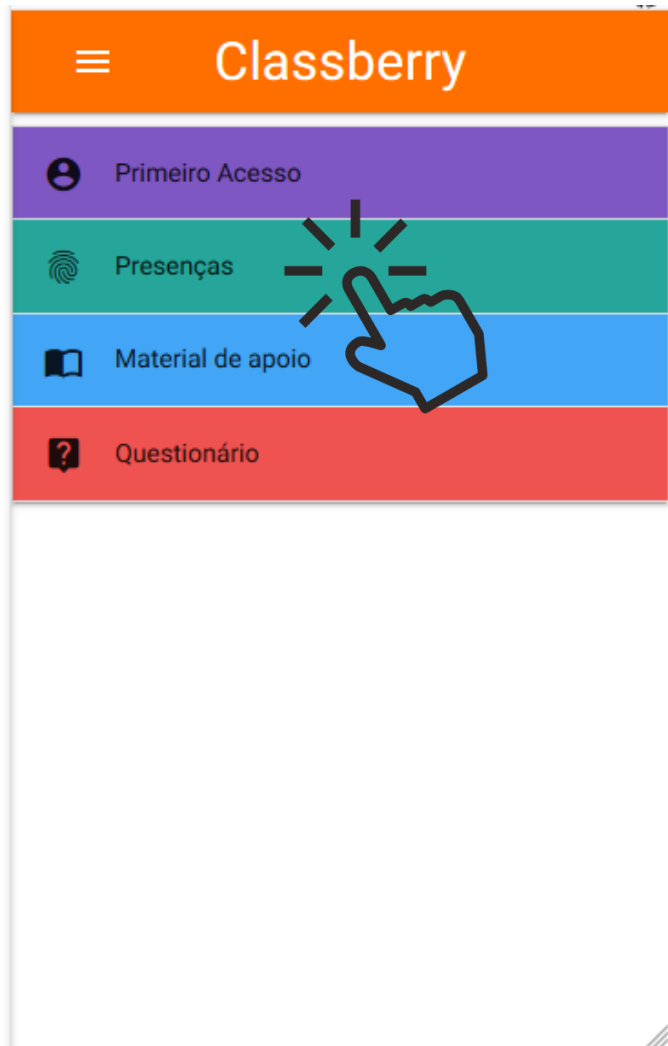 Classberry
Primeiro Acesso
Presenças
Material de apoio
Questionário